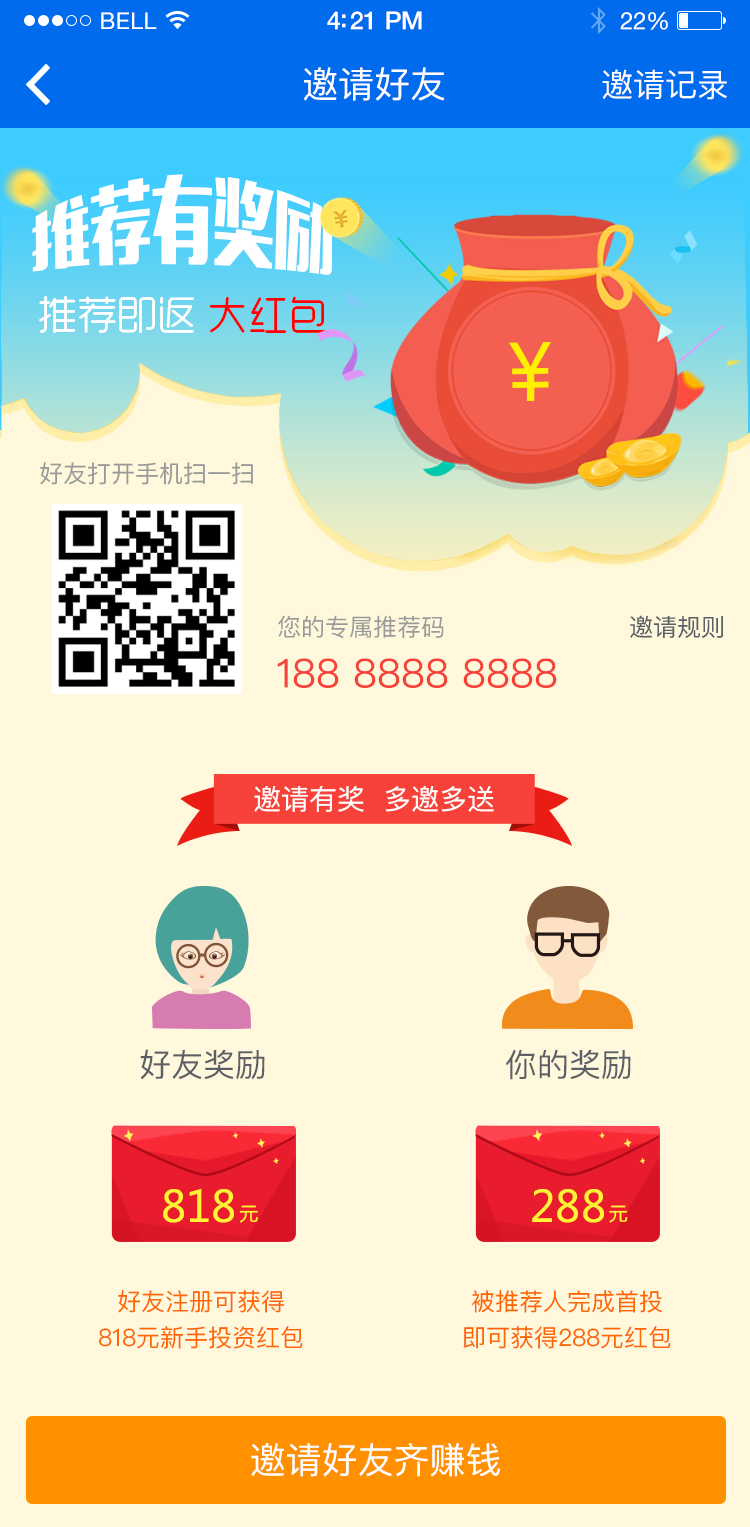 BELL 4:21 PM 22%
邀请好友 邀请记录
推荐有奖励
¥
推荐即返 大红包
¥
好友打开手机扫一扫
您的专属推荐码 邀请规则
188 8888 8888
邀请有奖 多邀多送
好友奖励 你的奖励
818元 288元
好友注册可获得 被推荐人完成首投
818元新手投资红包 即可获得288元红包
邀请好友齐赚钱